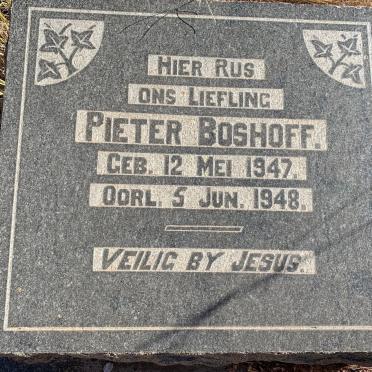 HIER RUS
ONS LIEFLING
PIETER BOSHOFF.
GEB. 12 MEI 1947.
OORL. 5 JUN. 1948.
VEILIG BY JESUS.